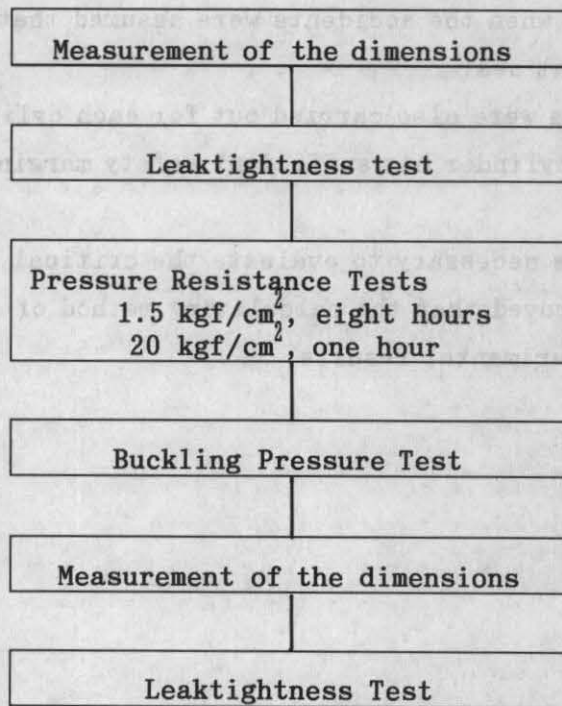 Measurement of the dimensions
Leaktightness test
Pressure Resistance Tests
1.5 kgf/cm², eight hours
20 kgf/cm², one hour
Buckling Pressure Test
Measurement of the dimensions
Leaktightness Test